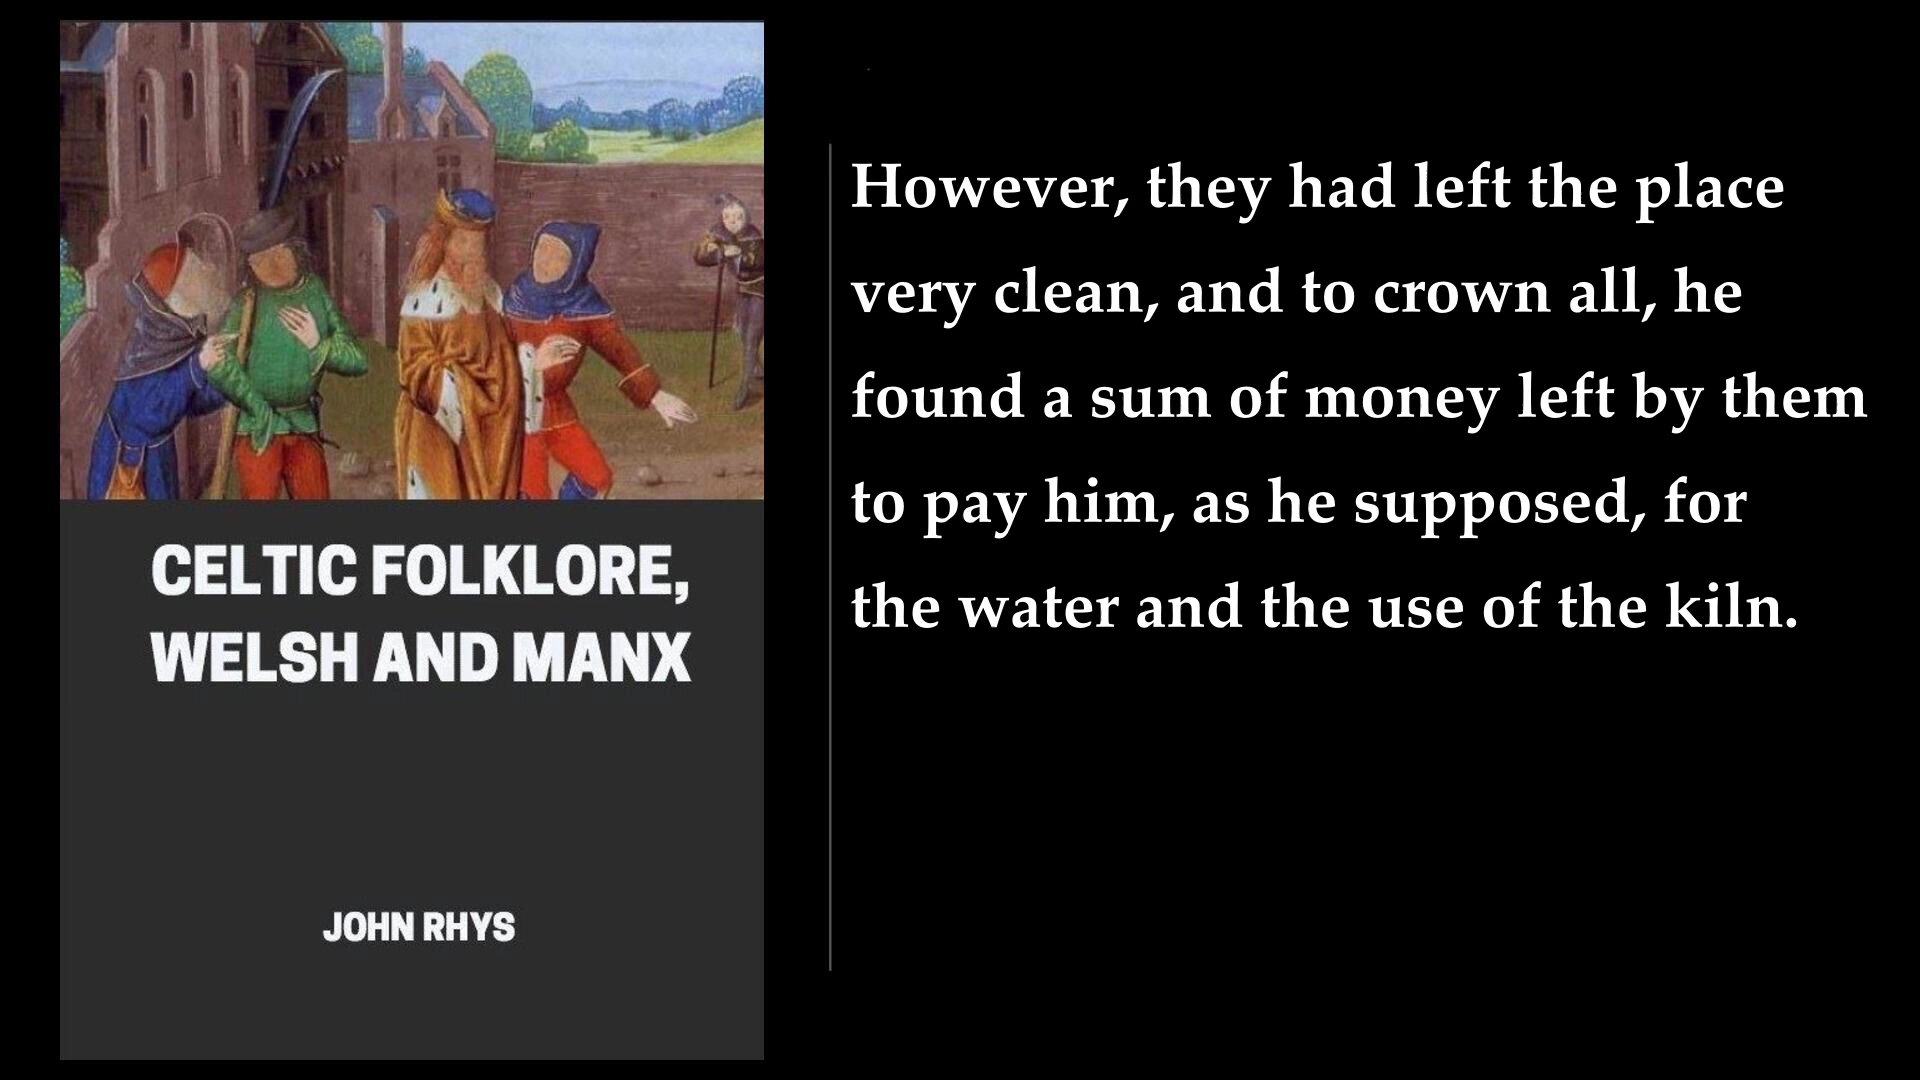 CELTIC FOLKLORE,
WELSH AND MANX
JOHN RHYS
However, they had left the place
very clean, and to crown all, he
found a sum of money left by them
to pay him, as he supposed, for
the water and the use of the kiln.